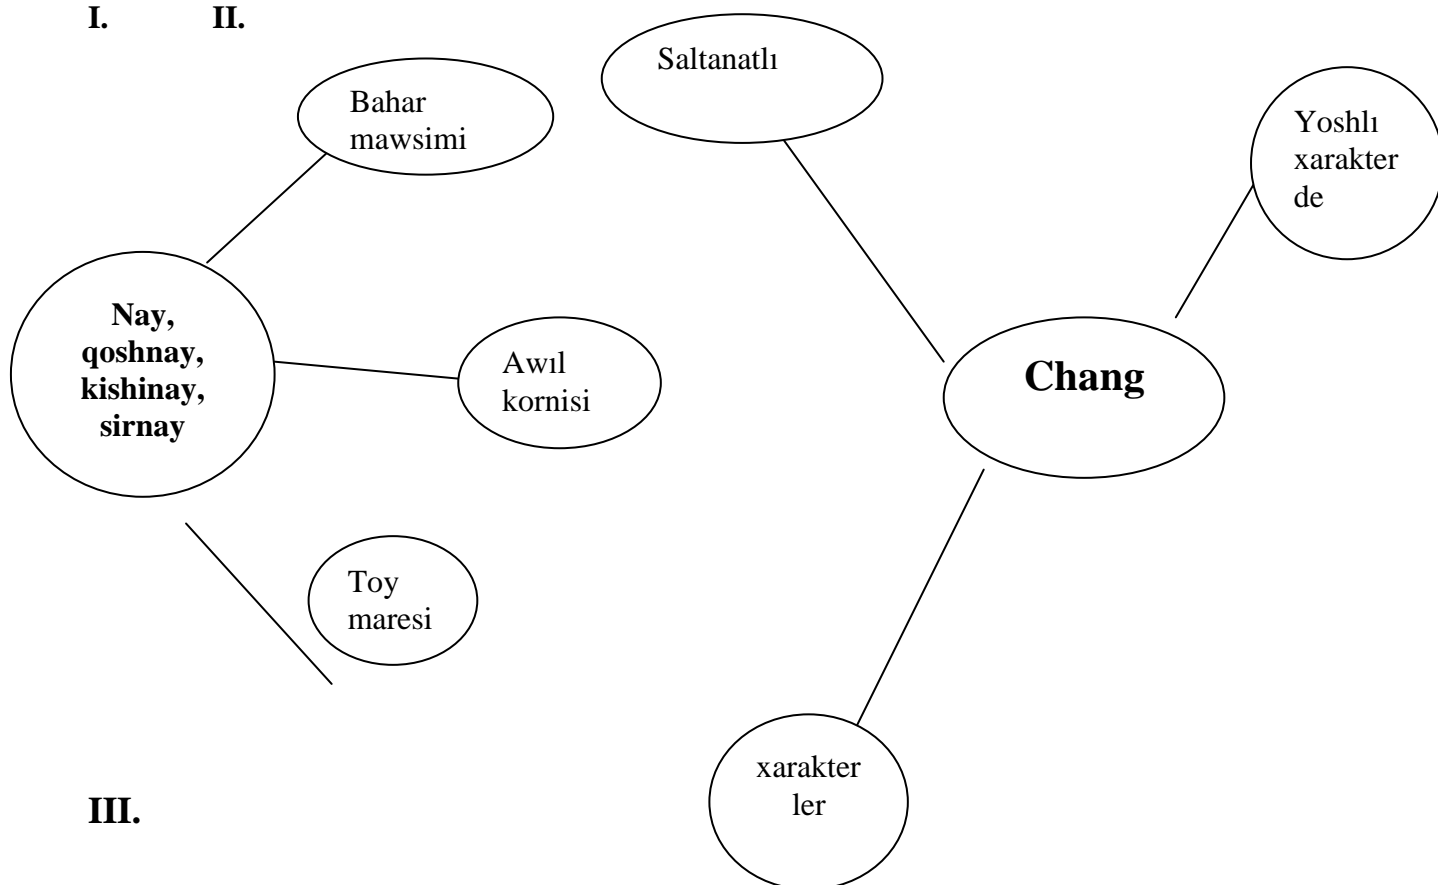 I. II.
Saltanatlı
Bahar
mawsimi
Yoshlı
xarakter
de
Nay,
qoshnay,
kishinay,
sirnay
Awıl
kornisi
Chang
Toy
maresi
xarakter
ler
III.